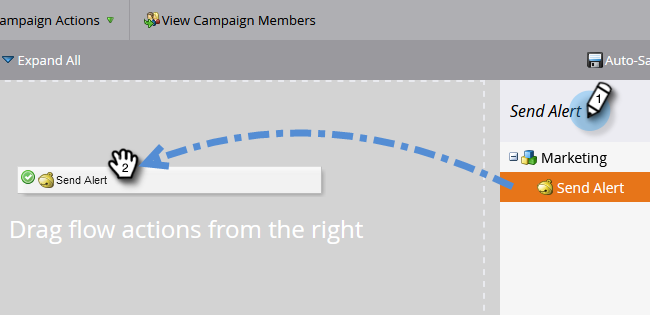 ampaign Actions
View Campaign Members
Expand All
Auto-Sa
Send Alert
1
2
Send Alert
Marketing
Send Alert
Drag flow actions from the right